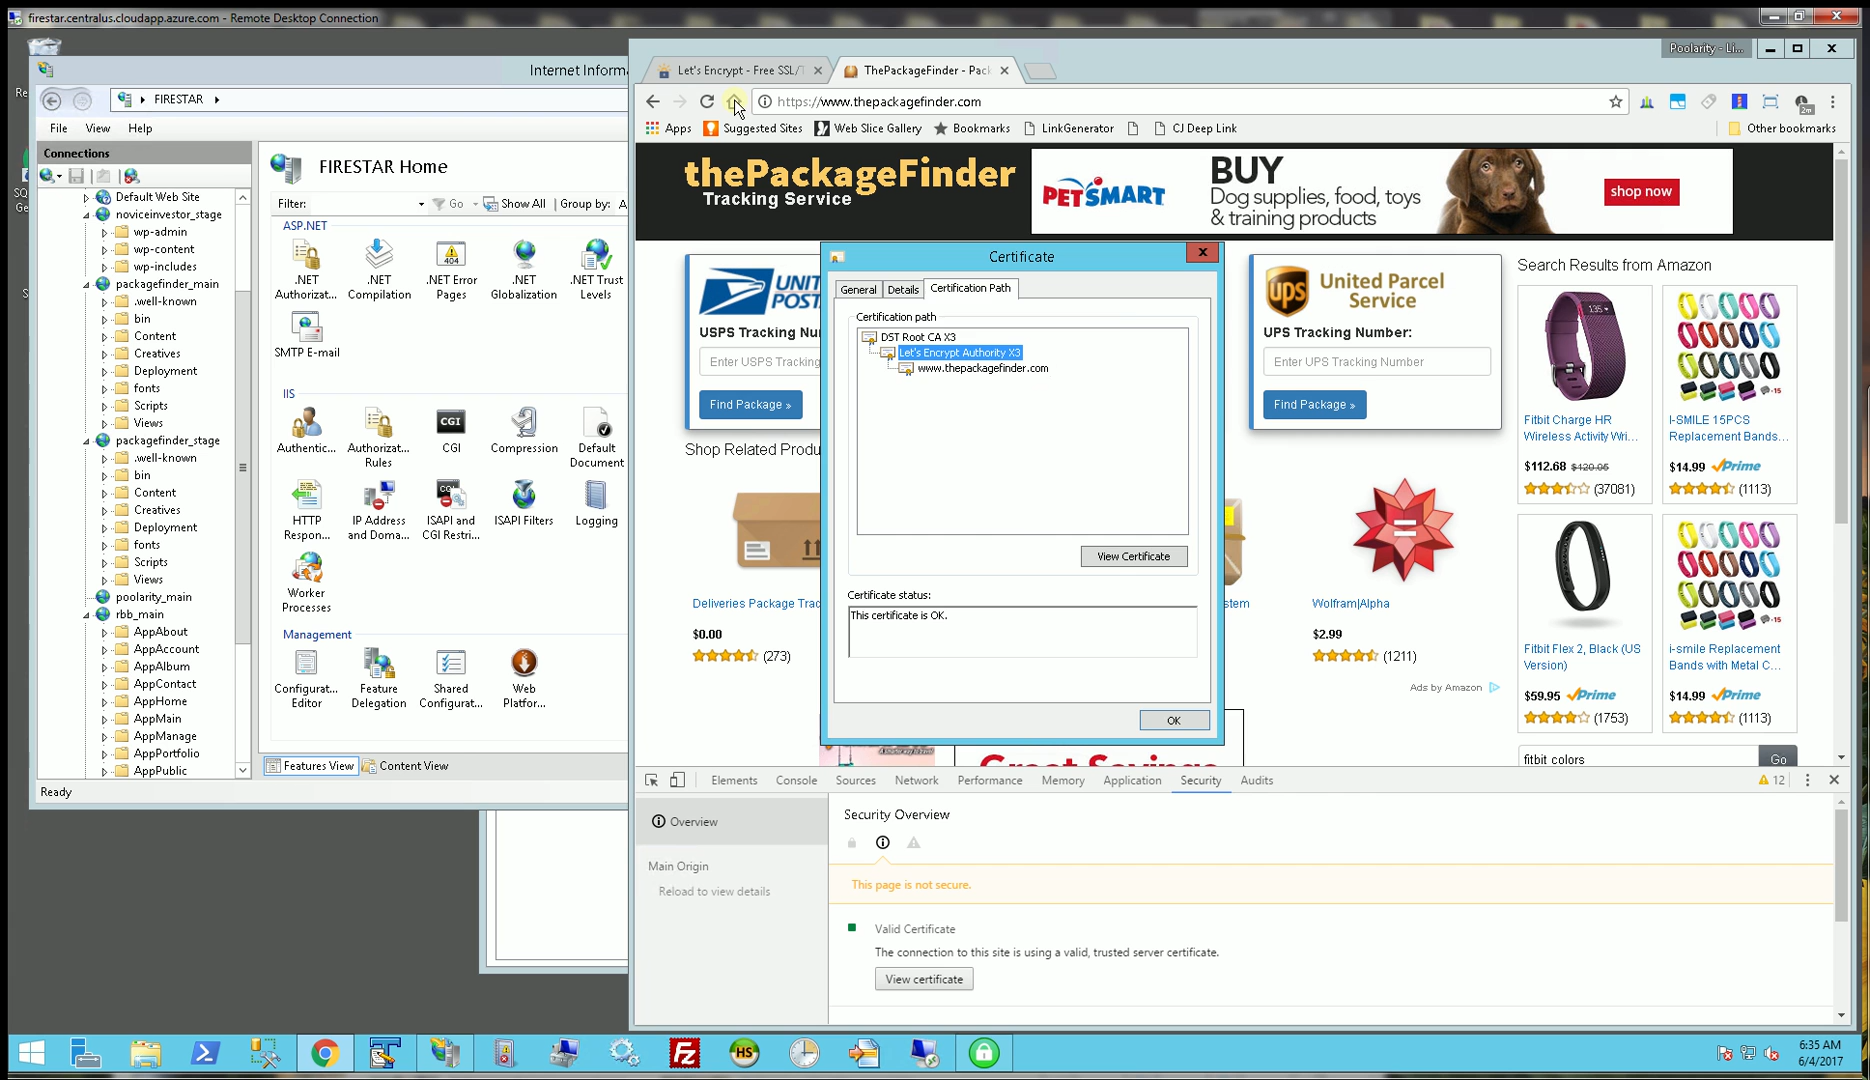 firestar.centralus.cloudapp.azure.com - Remote Desktop Connection
Internet Informa
FIRESTAR
File View Help
Connections
Default Web Site
noviceinvestor_stage
wp-admin
wp-content
wp-includes
packagefinder_main
.well-known
bin
Content
Creatives
Deployment
fonts
Scripts
Views
packagefinder_stage
.well-known
bin
Content
Creatives
Deployment
fonts
Scripts
Views
poolarity_main
rbb_main
AppAbout
AppAccount
AppAlbum
AppContact
AppHome
AppMain
AppManage
AppPortfolio
AppPublic
Ready
FIRESTAR Home
Filter: Go Show All Group by: A
ASP.NET
.NET Authorizat...
.NET Compilation
404
.NET Error Pages
.NET Globalization
.NET Trust Levels
SMTP E-mail
IIS
Authentic...
Authorizat... Rules
CGI
CGI
Compression
Default Document
HTTP Respon...
IP Address and Doma...
ISAPI and CGI Restri...
ISAPI Filters
Logging
Worker Processes
Management
Configurat... Editor
Feature Delegation
Shared Configurat...
Web Platfor...
Features View Content View
Poolarity - Li...
Let's Encrypt - Free SSL/T
ThePackageFinder - Pack
https://www.thepackagefinder.com
2m
Apps Suggested Sites Web Slice Gallery Bookmarks LinkGenerator CJ Deep Link Other bookmarks
thePackageFinder
Tracking Service
PETSMART
BUY
Dog supplies, food, toys
& training products
shop now
UNIT
POST
USPS Tracking Nu
Enter USPS Tracking
Find Package »
Shop Related Produ
Deliveries Package Trac
$0.00
(273)
Certificate
General Details Certification Path
Certification path
DST Root CA X3
Let's Encrypt Authority X3
www.thepackagefinder.com
View Certificate
Certificate status:
This certificate is OK.
OK
ups
United Parcel
Service
UPS Tracking Number:
Enter UPS Tracking Number
Find Package »
stem
Wolfram|Alpha
$2.99
(1211)
Ads by Amazon
Great Savings
Search Results from Amazon
Fitbit Charge HR
Wireless Activity Wri...
$112.68 $120.05
(37081)
I-SMILE 15PCS
Replacement Bands...
$14.99 Prime
(1113)
Fitbit Flex 2, Black (US
Version)
$59.95 Prime
(1753)
i-smile Replacement
Bands with Metal C...
$14.99 Prime
(1113)
fitbit colors
Go
Elements Console Sources Network Performance Memory Application Security Audits
12
Overview
Main Origin
Reload to view details
Security Overview
This page is not secure.
Valid Certificate
The connection to this site is using a valid, trusted server certificate.
View certificate
Fz
HS
6:35 AM
6/4/2017